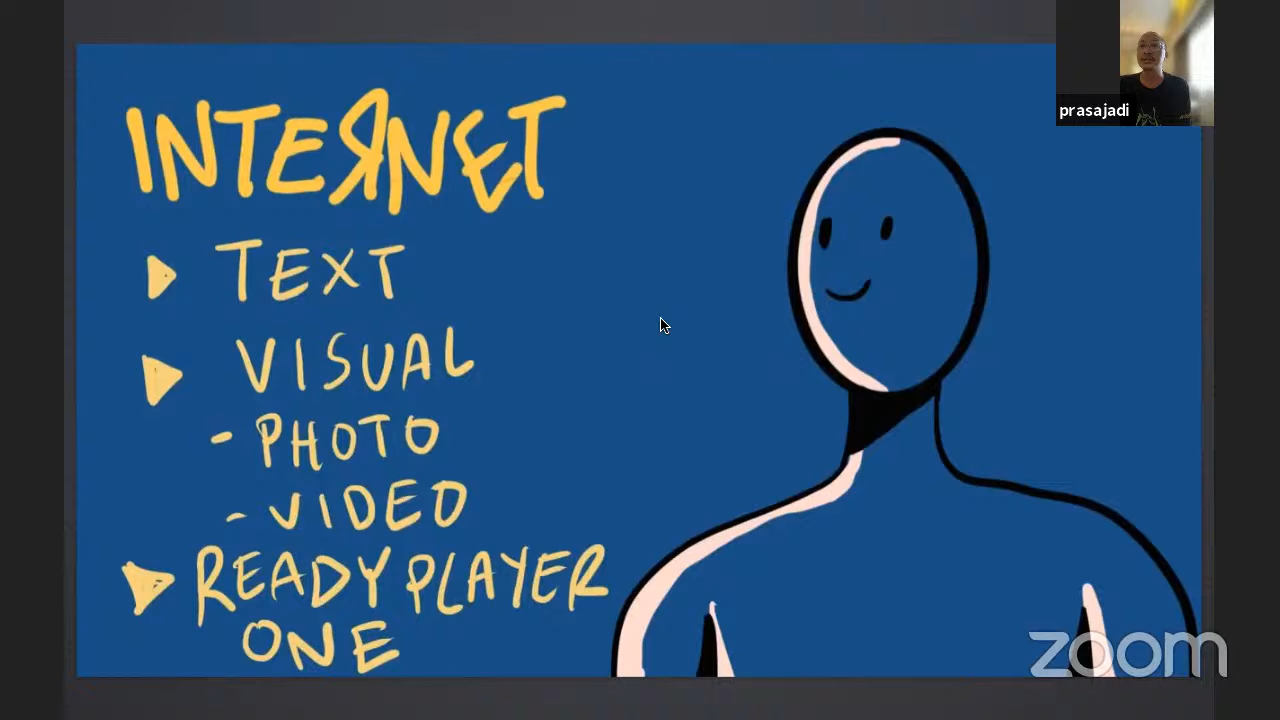 INTERNET
TEXT
VISUAL
- PHOTO
- VIDEO
READY PLAYER
ONE
prasajadi
zoom